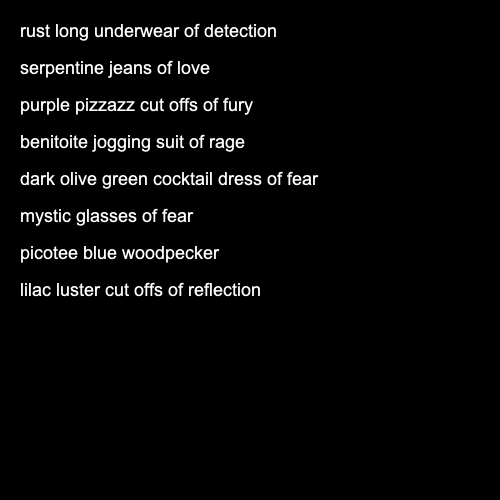 rust long underwear of detection
serpentine jeans of love
purple pizzazz cut offs of fury
benitoite jogging suit of rage
dark olive green cocktail dress of fear
mystic glasses of fear
picotee blue woodpecker
lilac luster cut offs of reflection